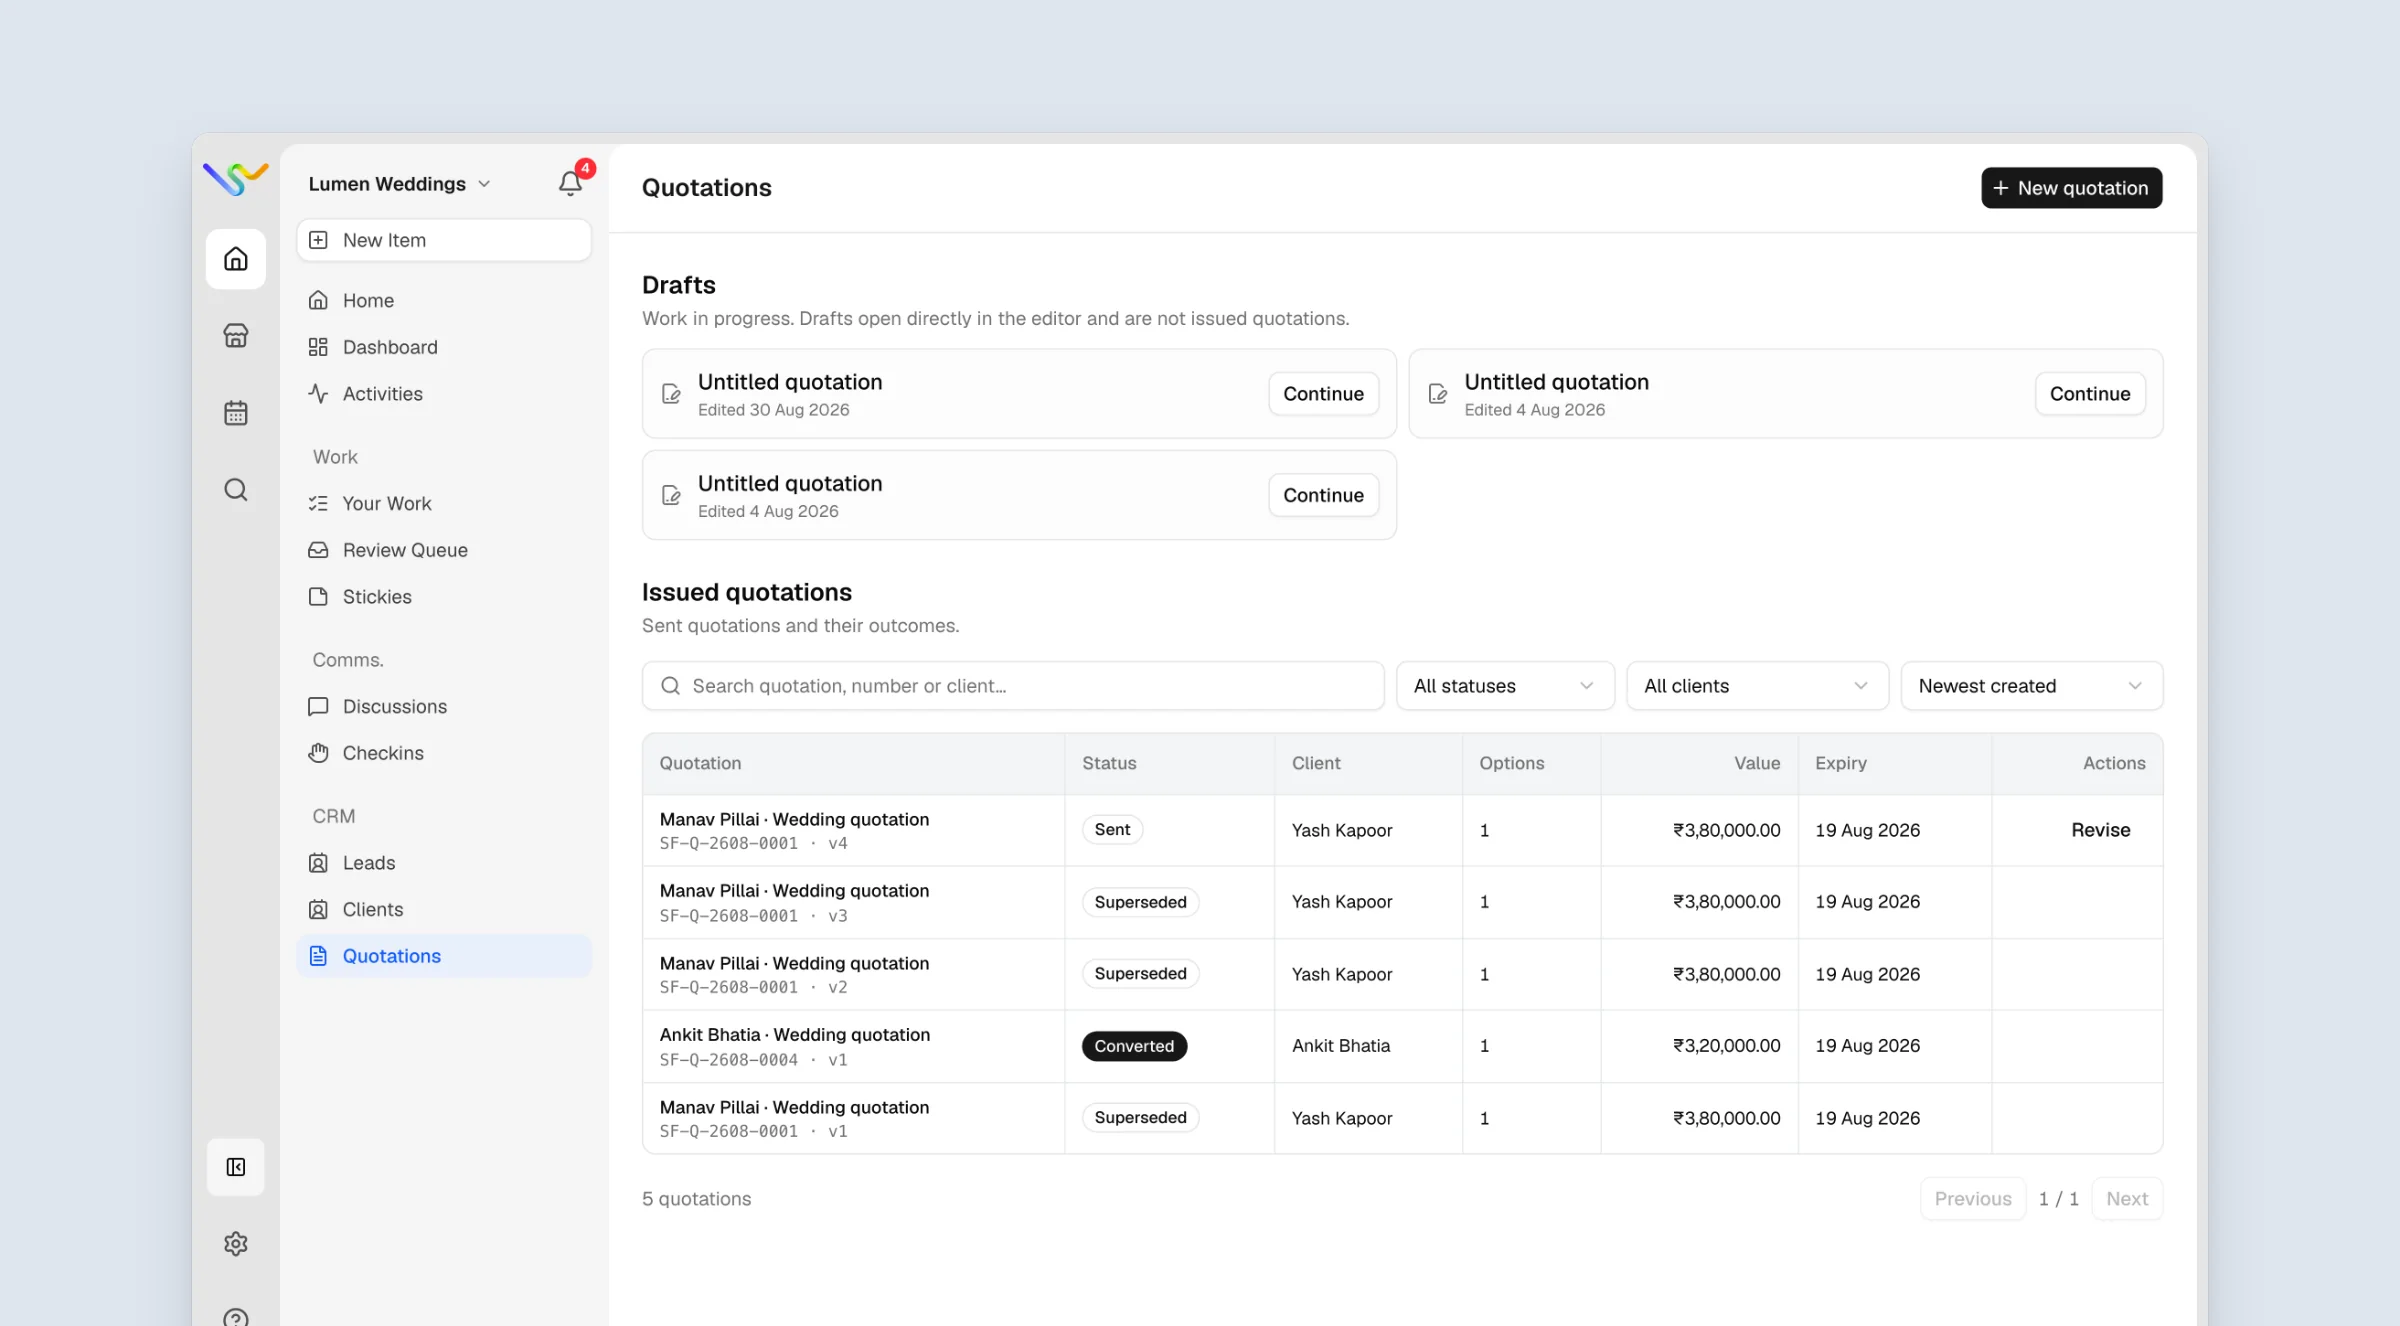 Lumen Weddings
4
New Item
Home
Dashboard
Activities
Work
Your Work
Review Queue
Stickies
Comms.
Discussions
Checkins
CRM
Leads
Clients
Quotations
Quotations
+ New quotation
Drafts
Work in progress. Drafts open directly in the editor and are not issued quotations.
Untitled quotation
Edited 30 Aug 2026
Continue
Untitled quotation
Edited 4 Aug 2026
Continue
Untitled quotation
Edited 4 Aug 2026
Continue
Issued quotations
Sent quotations and their outcomes.
Search quotation, number or client...
All statuses
All clients
Newest created
Quotation Status Client Options Value Expiry Actions
Manav Pillai · Wedding quotation
SF-Q-2608-0001 · v4
Sent Yash Kapoor 1 ₹3,80,000.00 19 Aug 2026 Revise
Manav Pillai · Wedding quotation
SF-Q-2608-0001 · v3
Superseded Yash Kapoor 1 ₹3,80,000.00 19 Aug 2026
Manav Pillai · Wedding quotation
SF-Q-2608-0001 · v2
Superseded Yash Kapoor 1 ₹3,80,000.00 19 Aug 2026
Ankit Bhatia · Wedding quotation
SF-Q-2608-0004 · v1
Converted Ankit Bhatia 1 ₹3,20,000.00 19 Aug 2026
Manav Pillai · Wedding quotation
SF-Q-2608-0001 · v1
Superseded Yash Kapoor 1 ₹3,80,000.00 19 Aug 2026
5 quotations
Previous 1 / 1 Next